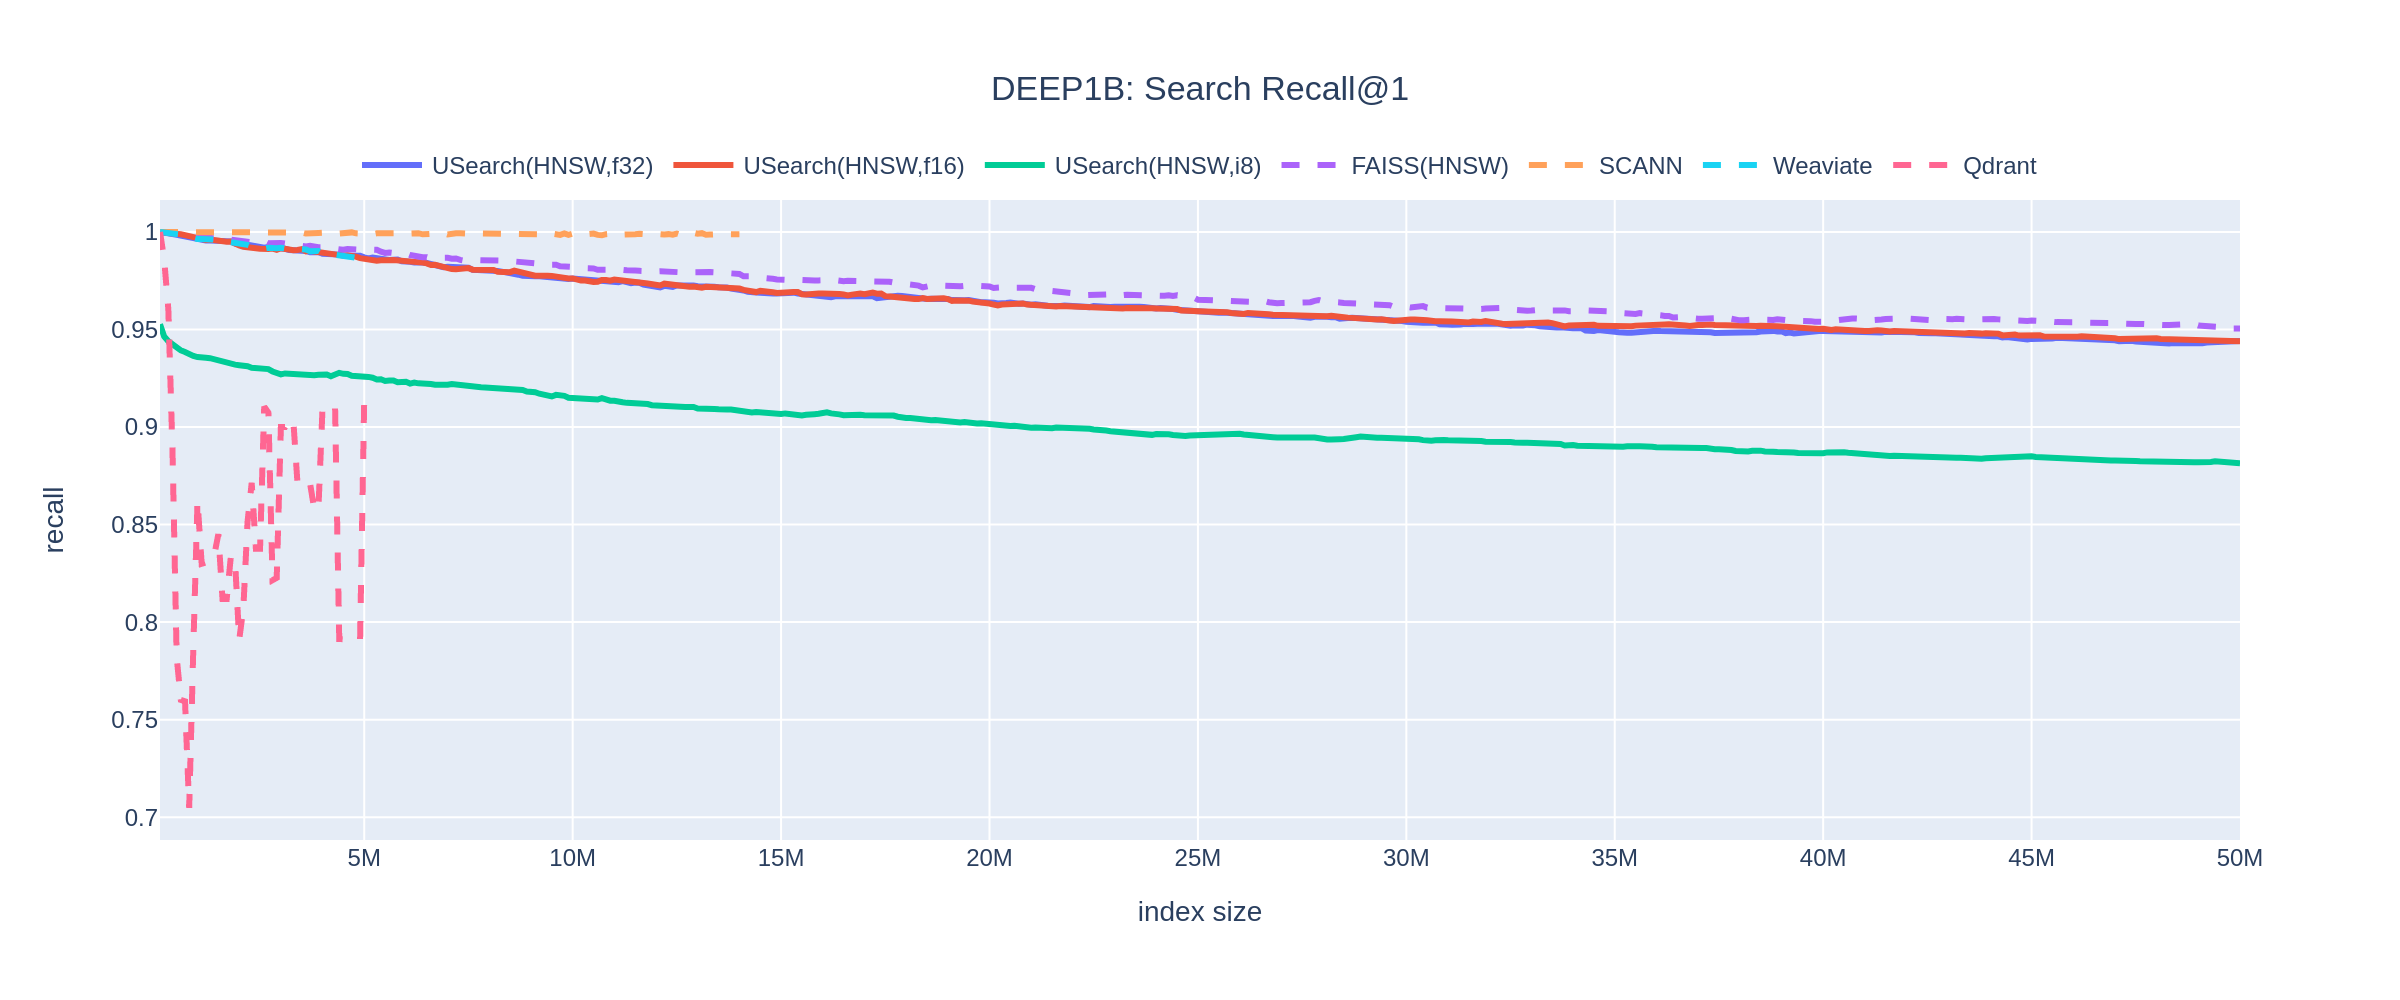 DEEP1B: Search Recall@1
USearch(HNSW,f32) USearch(HNSW,f16) USearch(HNSW,i8) FAISS(HNSW) SCANN Weaviate Qdrant
1
0.95
0.9
0.85
0.8
0.75
0.7
recall
5M 10M 15M 20M 25M 30M 35M 40M 45M 50M
index size